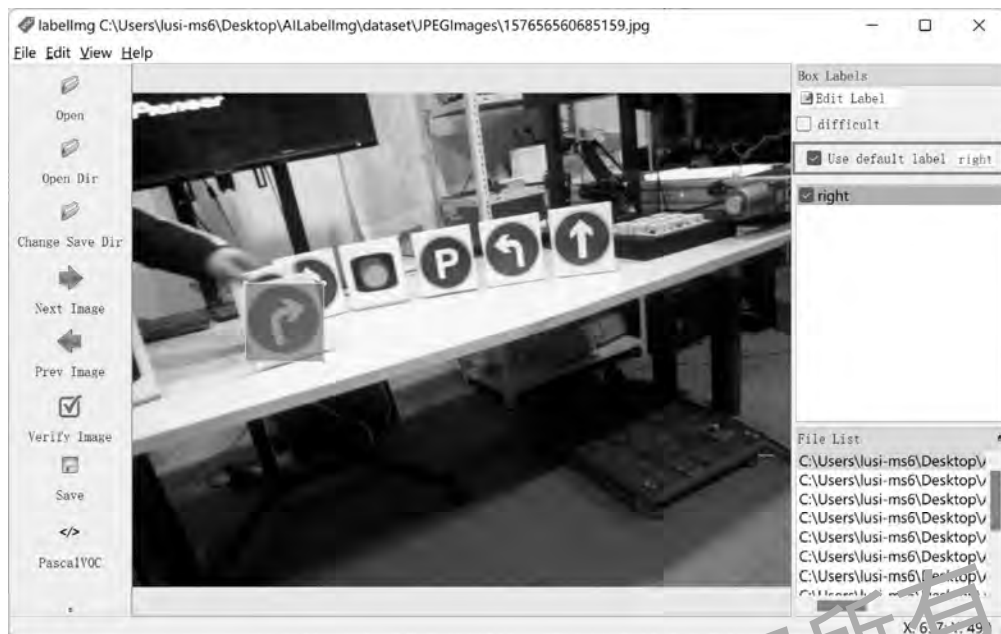 labelImg C:\Users\lusi-ms6\Desktop\AILabelImg\dataset\JPEGImages\157656560685159.jpg
File Edit View Help
Open
Open Dir
Change Save Dir
Next Image
Prev Image
Verify Image
Save
</>
PascalVOC
Pioneer
P
Box Labels
Edit Label
difficult
Use default label right
right
File List
C:\Users\lusi-ms6\Desktop\
C:\Users\lusi-ms6\Desktop\
C:\Users\lusi-ms6\Desktop\
C:\Users\lusi-ms6\Desktop\
C:\Users\lusi-ms6\Desktop\
C:\Users\lusi-ms6\Desktop\
C:\Users\lusi-ms6\Desktop\
所有